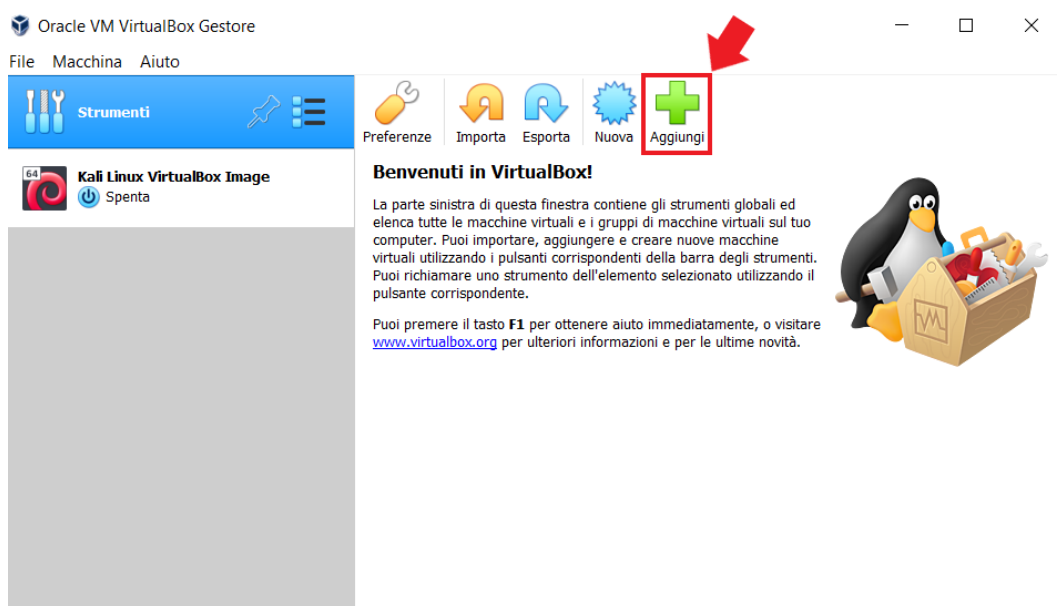 Oracle VM VirtualBox Gestore
File Macchina Aiuto
Strumenti
64
Kali Linux VirtualBox Image
Spenta
Preferenze Importa Esporta Nuova Aggiungi
Benvenuti in VirtualBox!
La parte sinistra di questa finestra contiene gli strumenti globali ed
elenca tutte le macchine virtuali e i gruppi di macchine virtuali sul tuo
computer. Puoi importare, aggiungere e creare nuove macchine
virtuali utilizzando i pulsanti corrispondenti della barra degli strumenti.
Puoi richiamare uno strumento dell'elemento selezionato utilizzando il
pulsante corrispondente.
Puoi premere il tasto F1 per ottenere aiuto immediatamente, o visitare
www.virtualbox.org per ulteriori informazioni e per le ultime novità.